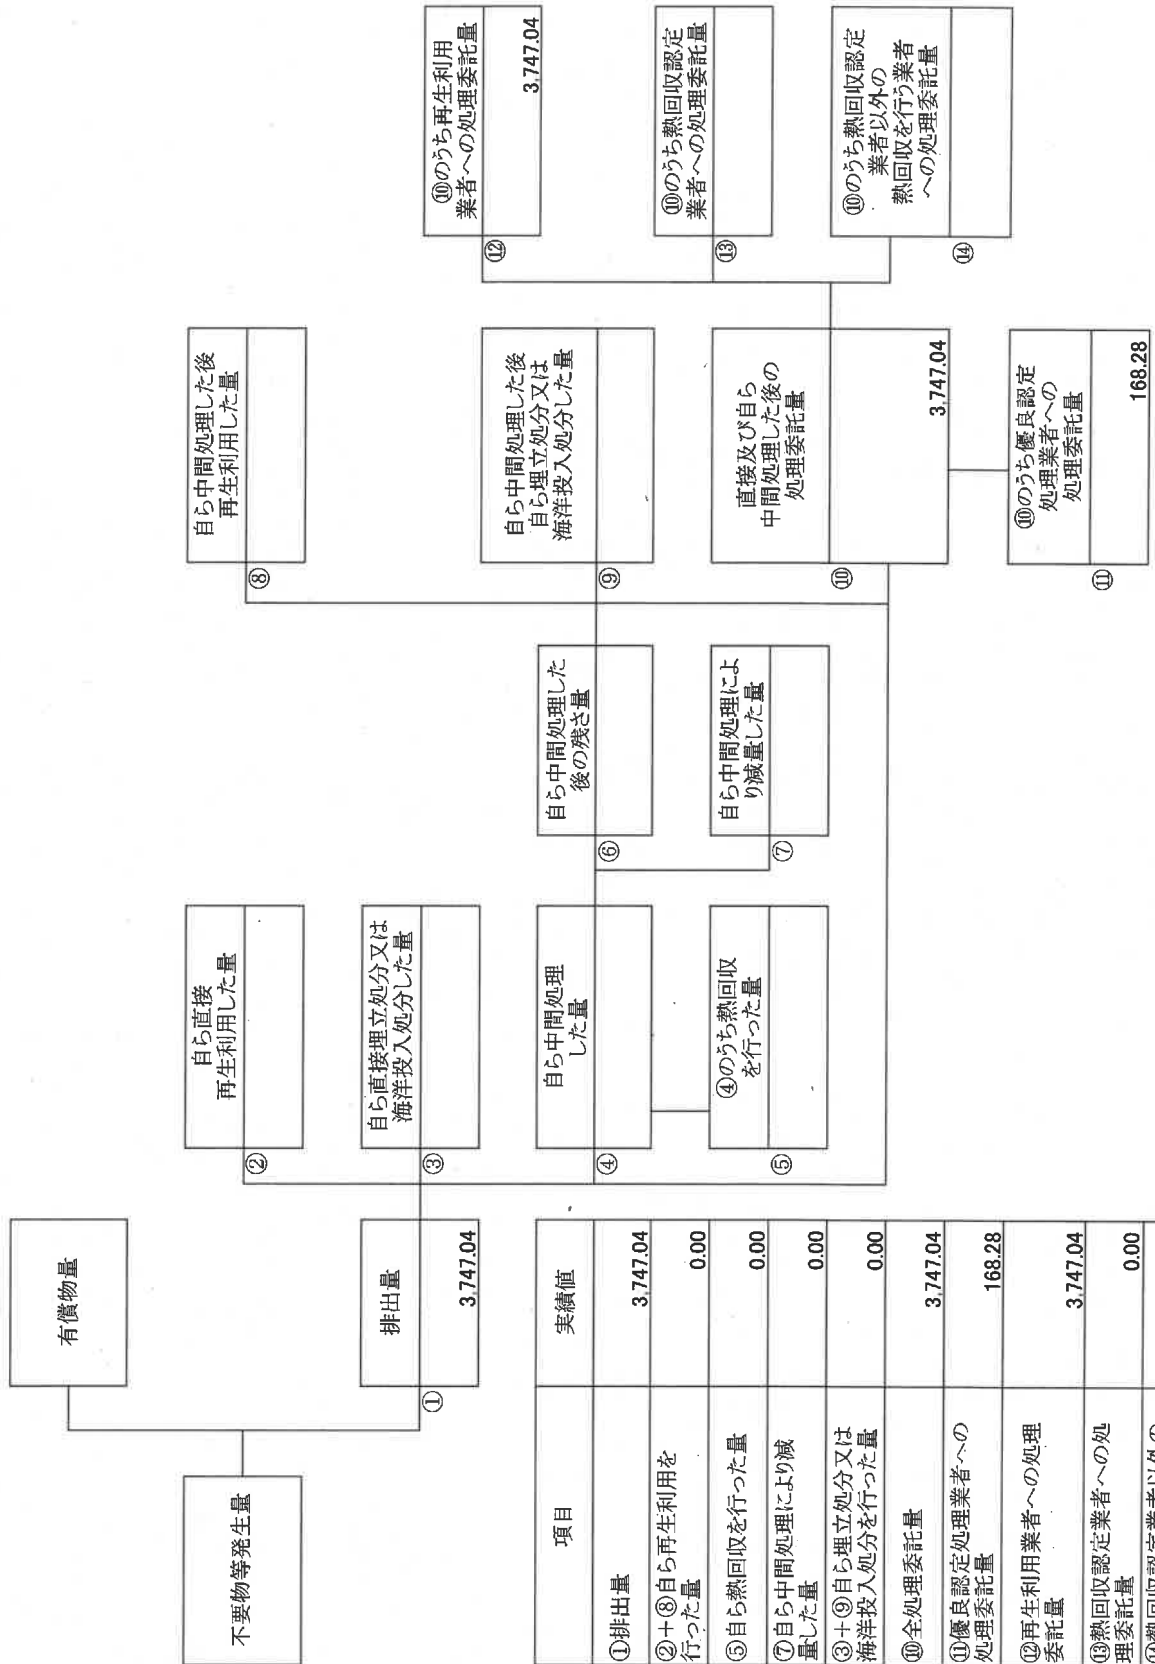 不要物等発生量
有償物量
排出量
①
3,747.04
自ら直接
再生利用した量
②
自ら直接埋立処分又は
海洋投入処分した量
③
自ら中間処理
した量
④
④のうち熱回収
を行った量
⑤
自ら中間処理した
後の残さ量
⑥
自ら中間処理によ
り減量した量
⑦
自ら中間処理した後
再生利用した量
⑧
自ら中間処理した後
自ら埋立処分又は
海洋投入処分した量
⑨
直接及び自ら
中間処理した後の
処理委託量
⑩
3,747.04
⑩のうち優良認定
処理業者への
処理委託量
⑪
168.28
⑩のうち再生利用
業者への処理委託量
⑫
3,747.04
⑩のうち熱回収認定
業者への処理委託量
⑬
⑩のうち熱回収認定
業者以外の
熱回収を行う業者
への処理委託量
⑭
項目
実績値
①排出量
3,747.04
②+⑧自ら再生利用を
行った量
0.00
⑤自ら熱回収を行った量
0.00
⑦自ら中間処理により減
量した量
0.00
③+⑨自ら埋立処分又は
海洋投入処分を行った量
0.00
⑩全処理委託量
3,747.04
⑪優良認定処理業者への
処理委託量
168.28
⑫再生利用業者への処理
委託量
3,747.04
⑬熱回収認定業者への処
理委託量
0.00
⑭熱回収認定業者以外の